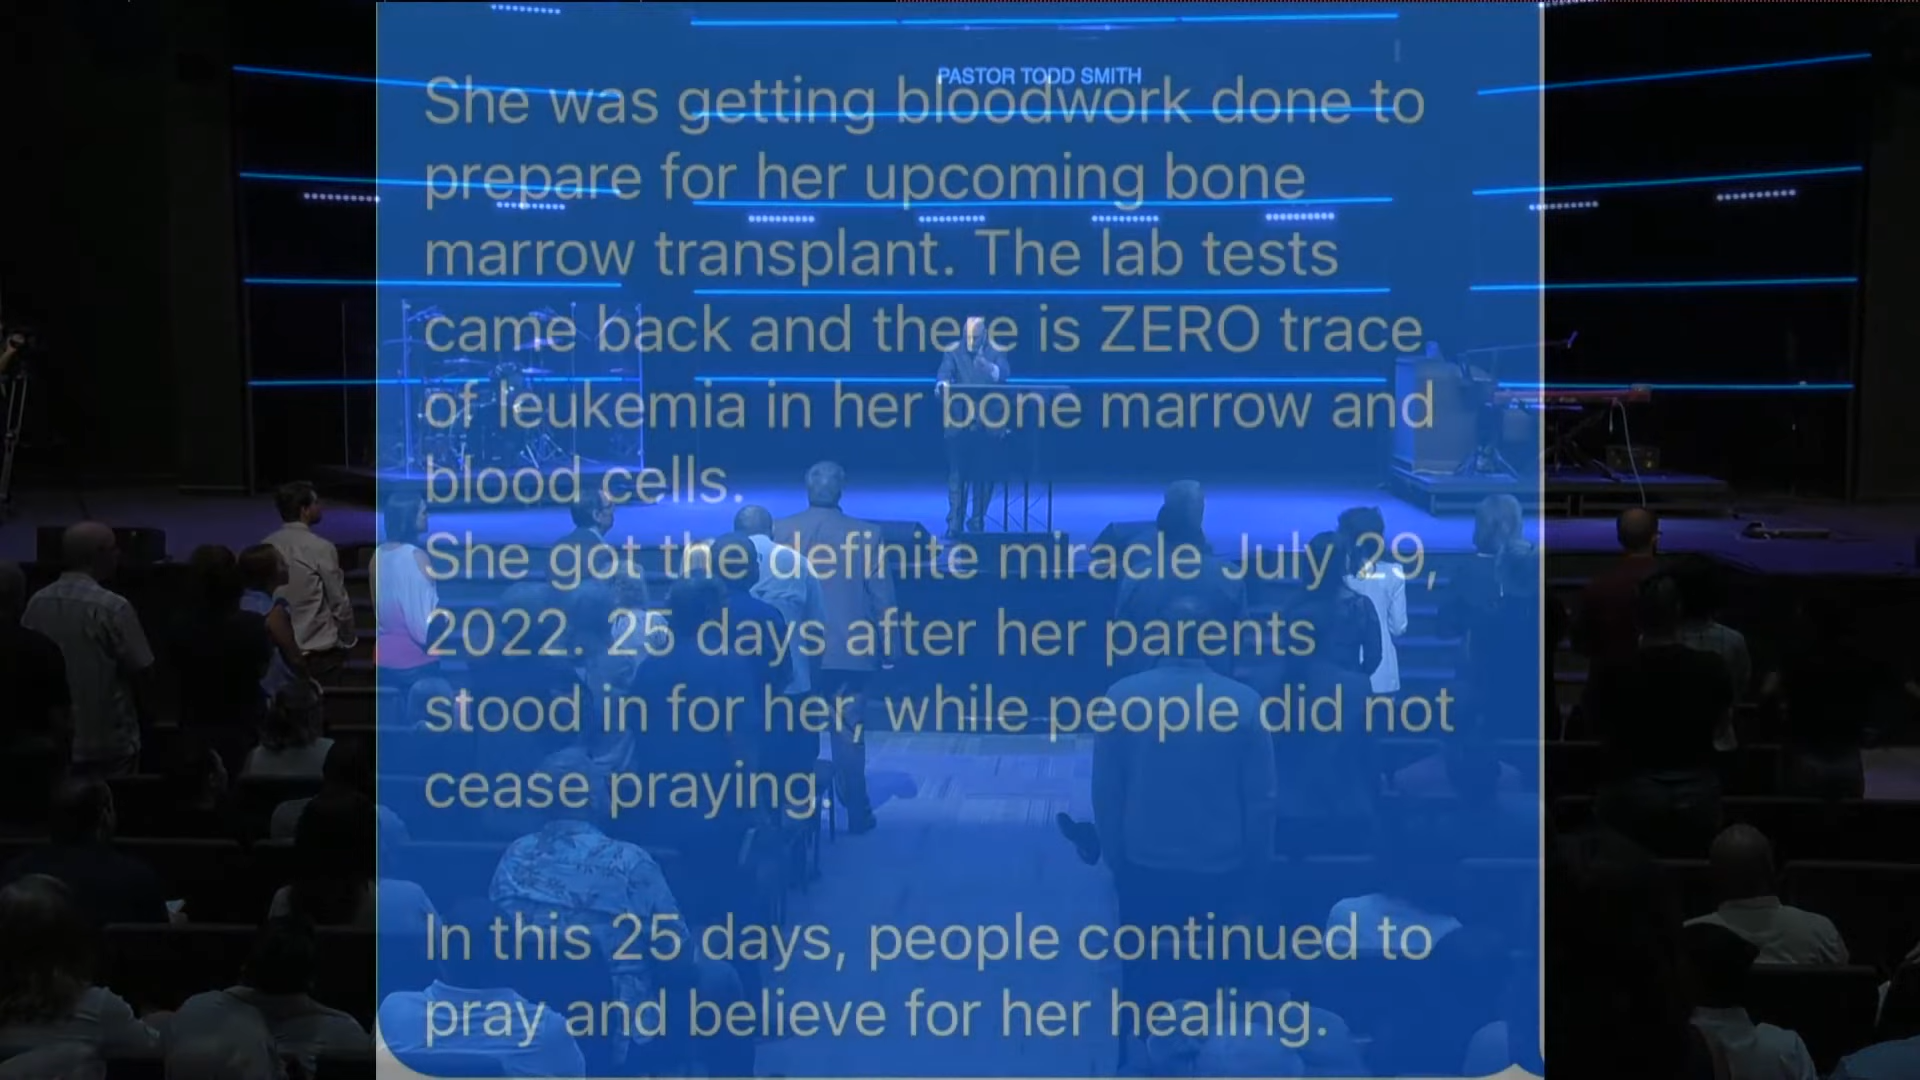 PASTOR TODD SMITH
She was getting bloodwork done to
prepare for her upcoming bone
marrow transplant. The lab tests
came back and there is ZERO trace
of leukemia in her bone marrow and
blood cells.
She got the definite miracle July 29,
2022. 25 days after her parents
stood in for her, while people did not
cease praying.
In this 25 days, people continued to
pray and believe for her healing.